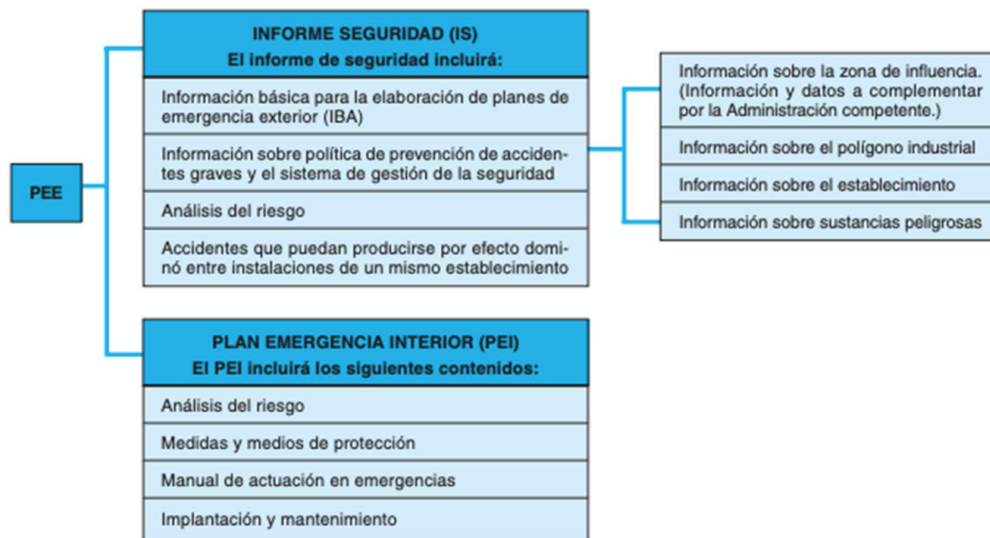 PEE
INFORME SEGURIDAD (IS)
El informe de seguridad incluirá:
Información básica para la elaboración de planes de
emergencia exterior (IBA)
Información sobre política de prevención de acciden-
tes graves y el sistema de gestión de la seguridad
Análisis del riesgo
Accidentes que puedan producirse por efecto domi-
nó entre instalaciones de un mismo establecimiento
Información sobre la zona de influencia.
(Información y datos a complementar
por la Administración competente.)
Información sobre el polígono industrial
Información sobre el establecimiento
Información sobre sustancias peligrosas
PLAN EMERGENCIA INTERIOR (PEI)
El PEI incluirá los siguientes contenidos:
Análisis del riesgo
Medidas y medios de protección
Manual de actuación en emergencias
Implantación y mantenimiento